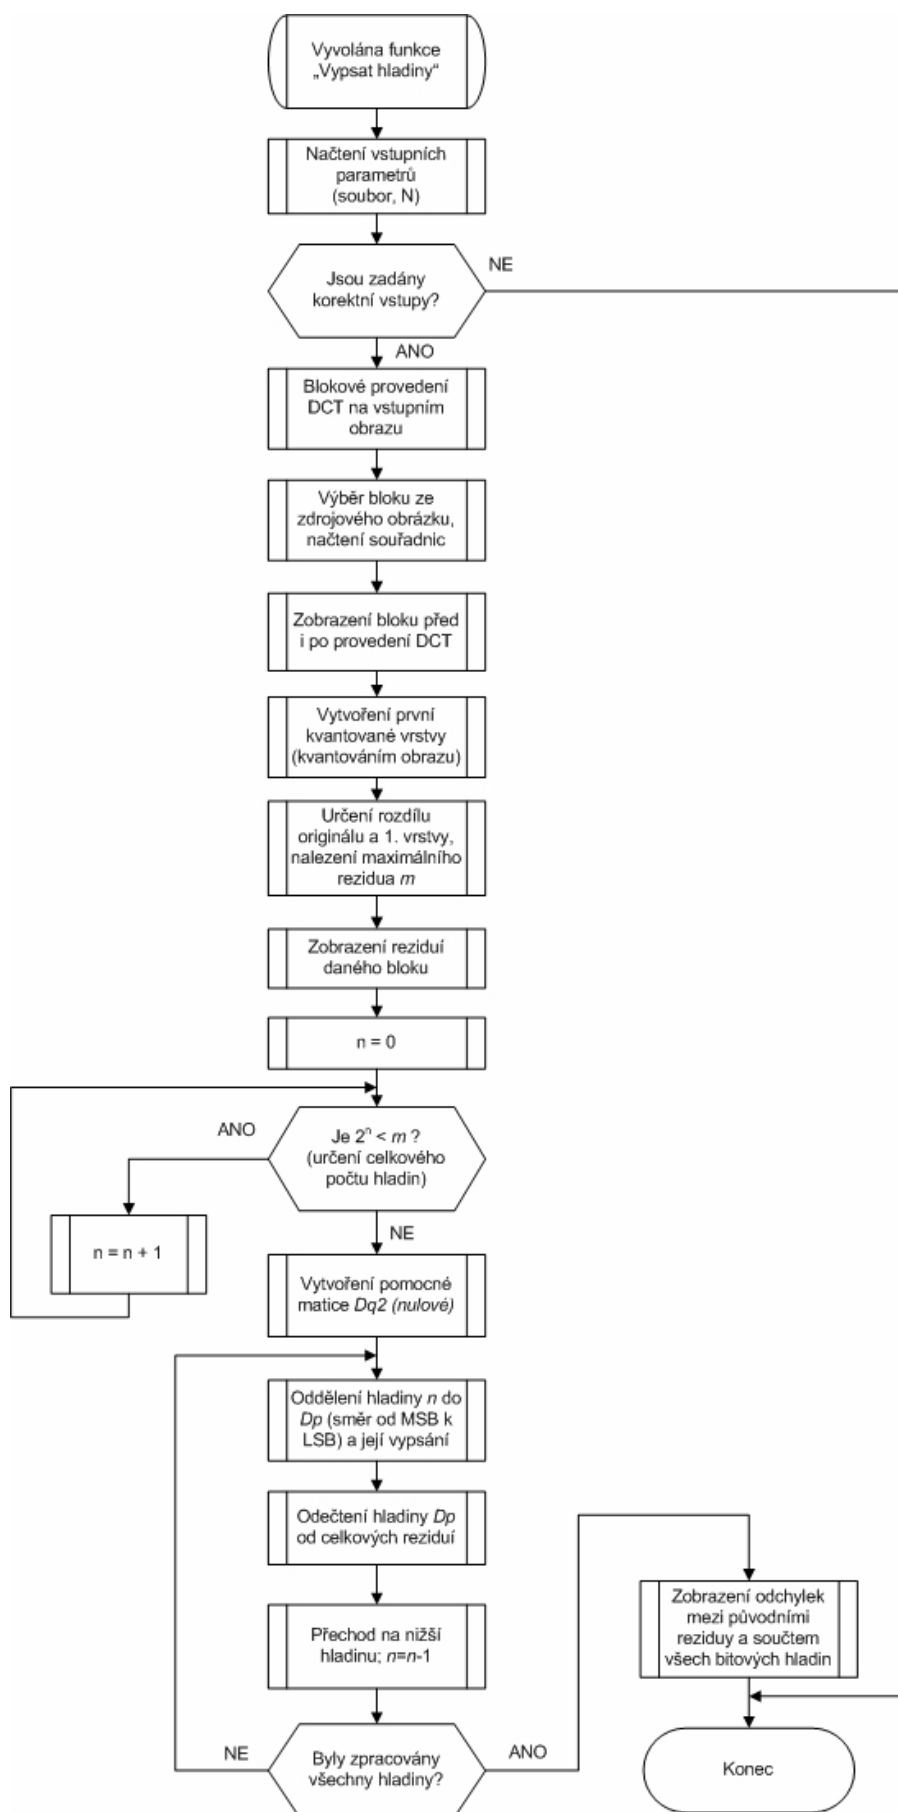 Vyvolána funkce
„Vypsat hladiny“
Načtení vstupních
parametrů
(soubor, N)
Jsou zadány
korektní vstupy?
NE
ANO
Blokové provedení
DCT na vstupním
obrazu
Výběr bloku ze
zdrojového obrázku,
načtení souřadnic
Zobrazení bloku před
i po provedení DCT
Vytvoření první
kvantované vrstvy
(kvantováním obrazu)
Určení rozdílu
originálu a 1. vrstvy,
nalezení maximálního
rezidua m
Zobrazení reziduí
daného bloku
n = 0
Je 2ⁿ < m ?
(určení celkového
počtu hladin)
ANO
n = n + 1
NE
Vytvoření pomocné
matice Dq2 (nulové)
Oddělení hladiny n do
Dp (směr od MSB k
LSB) a její vypsání
Odečtení hladiny Dp
od celkových reziduí
Přechod na nižší
hladinu; n=n-1
Byly zpracovány
všechny hladiny?
NE
ANO
Zobrazení odchylek
mezi původními
rezidui a součtem
všech bitových hladin
Konec